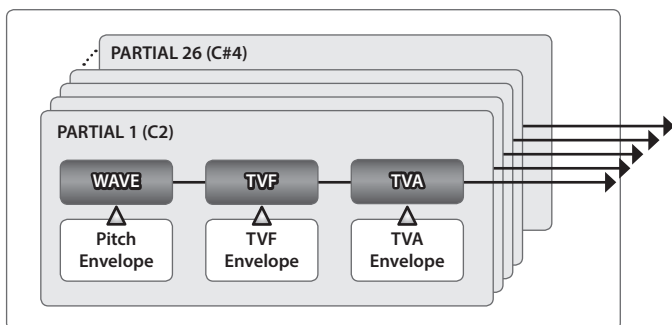 PARTIAL 26 (C#4)
PARTIAL 1 (C2)
WAVE TVF TVA
Pitch Envelope
TVF Envelope
TVA Envelope